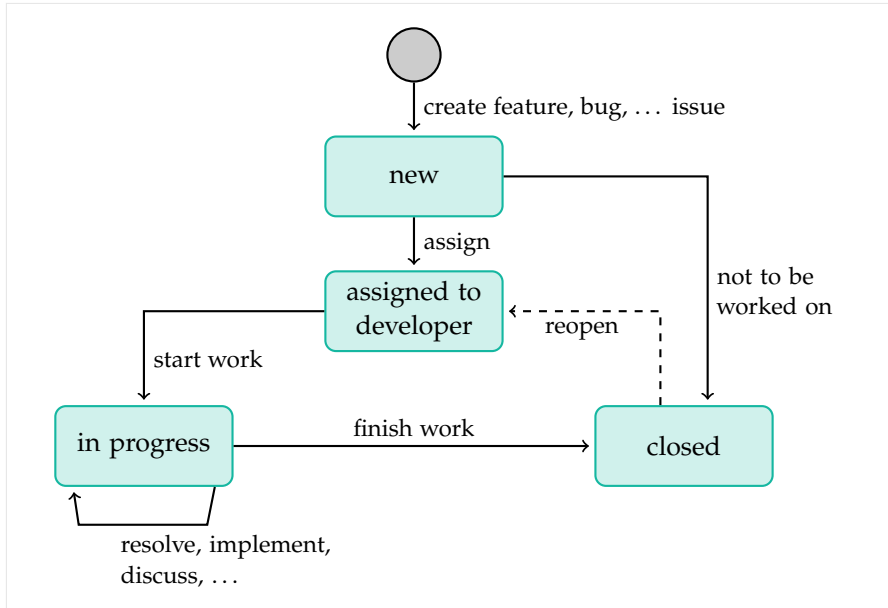 create feature, bug, … issue
new
assign
not to be
worked on
assigned to
developer
reopen
start work
in progress
finish work
closed
resolve, implement,
discuss, …